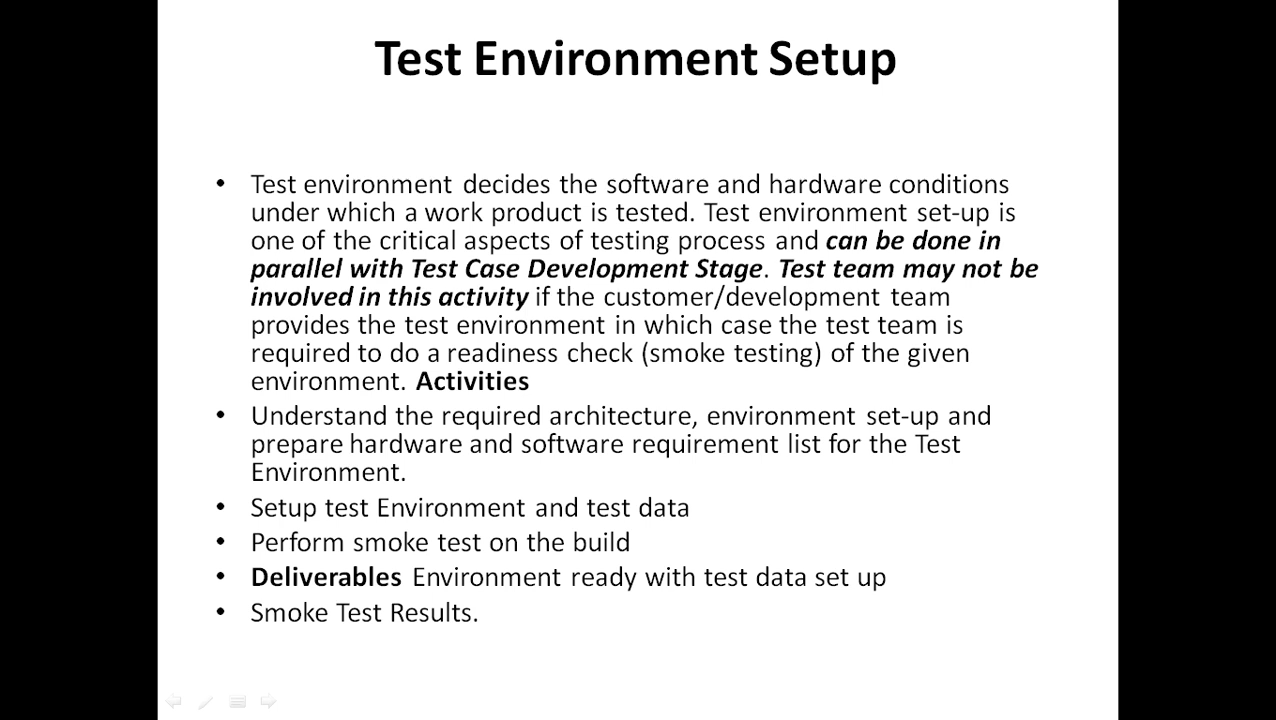 Test Environment Setup
• Test environment decides the software and hardware conditions
under which a work product is tested. Test environment set-up is
one of the critical aspects of testing process and can be done in
parallel with Test Case Development Stage. Test team may not be
involved in this activity if the customer/development team
provides the test environment in which case the test team is
required to do a readiness check (smoke testing) of the given
environment. Activities
• Understand the required architecture, environment set-up and
prepare hardware and software requirement list for the Test
Environment.
• Setup test Environment and test data
• Perform smoke test on the build
• Deliverables Environment ready with test data set up
• Smoke Test Results.